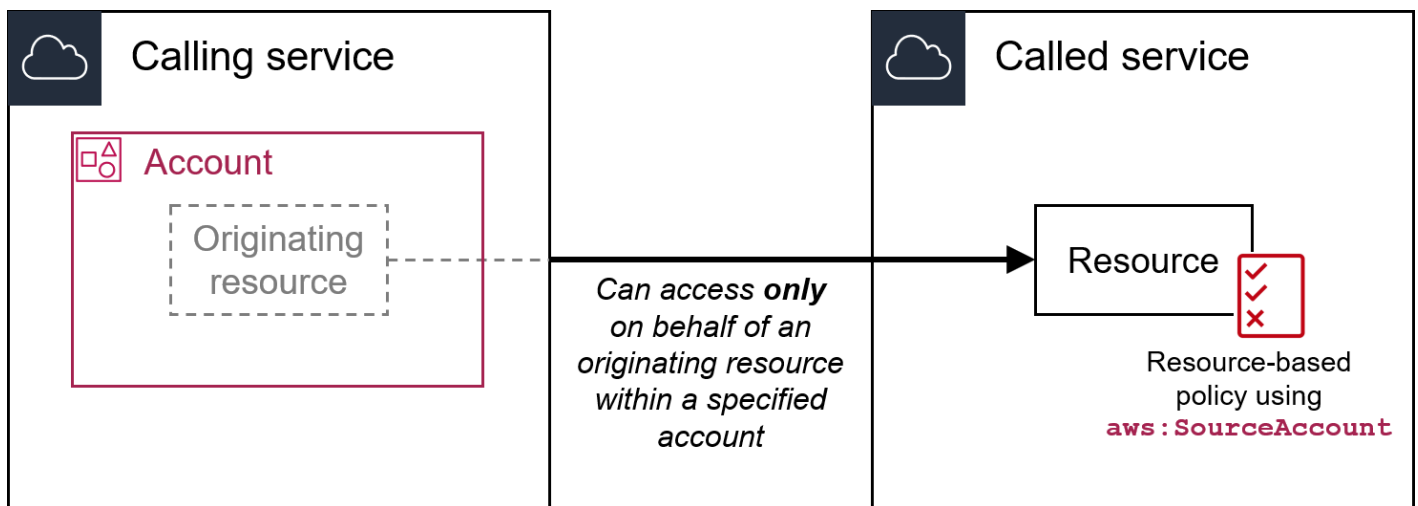 Calling service
Account
Originating
resource
Can access only
on behalf of an
originating resource
within a specified
account
Called service
Resource
Resource-based
policy using
aws:SourceAccount